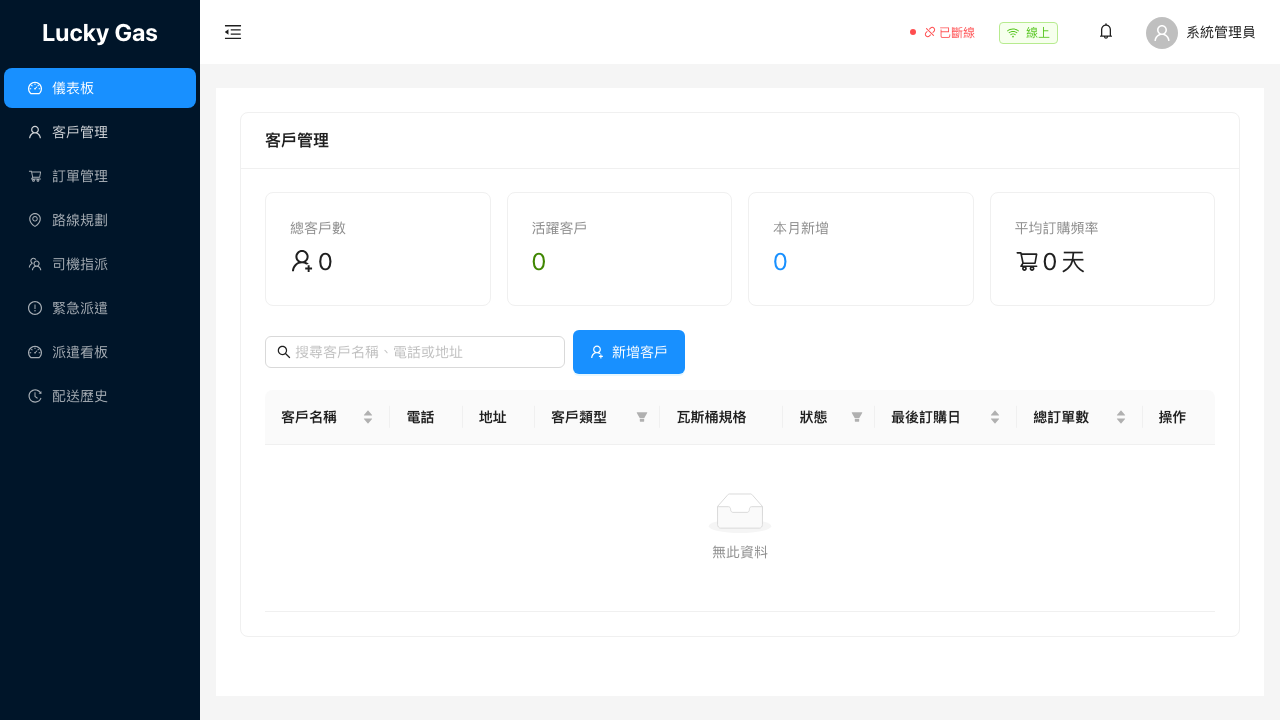 Lucky Gas
已斷線
線上
系統管理員
儀表板
客戶管理
訂單管理
路線規劃
司機指派
緊急派遣
派遣看板
配送歷史
客戶管理
總客戶數
0
活躍客戶
0
本月新增
0
平均訂購頻率
0 天
搜尋客戶名稱、電話或地址
新增客戶
客戶名稱 電話 地址 客戶類型 瓦斯桶規格 狀態 最後訂購日 總訂單數 操作
無此資料